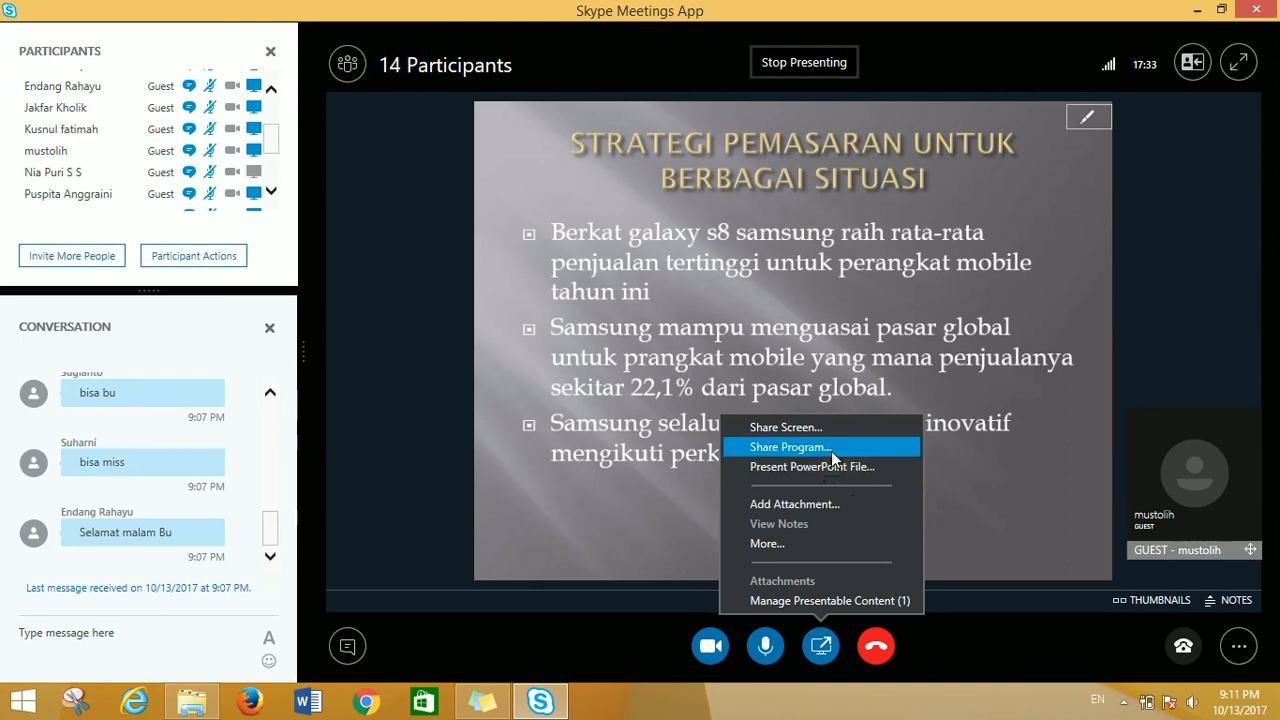 Skype Meetings App
PARTICIPANTS
Endang Rahayu Guest
Jakfar Kholik Guest
Kusnul fatimah Guest
mustolih Guest
Nia Puri S S Guest
Puspita Anggraini Guest
Invite More People
Participant Actions
CONVERSATION
Sugianto
bisa bu
9:07 PM
Suharni
bisa miss
9:07 PM
Endang Rahayu
Selamat malam Bu
9:07 PM
Last message received on 10/13/2017 at 9:07 PM.
Type message here
A
14 Participants
Stop Presenting
17:33
STRATEGI PEMASARAN UNTUK
BERBAGAI SITUASI
Berkat galaxy s8 samsung raih rata-rata
penjualan tertinggi untuk perangkat mobile
tahun ini
Samsung mampu menguasai pasar global
untuk prangkat mobile yang mana penjualanya
sekitar 22,1% dari pasar global.
Samsung selalu inovatif
mengikuti perk
Share Screen...
Share Program...
Present PowerPoint File...
Add Attachment...
View Notes
More...
Attachments
Manage Presentable Content (1)
mustolih
GUEST
GUEST - mustolih
THUMBNAILS
NOTES
EN
9:11 PM
10/13/2017